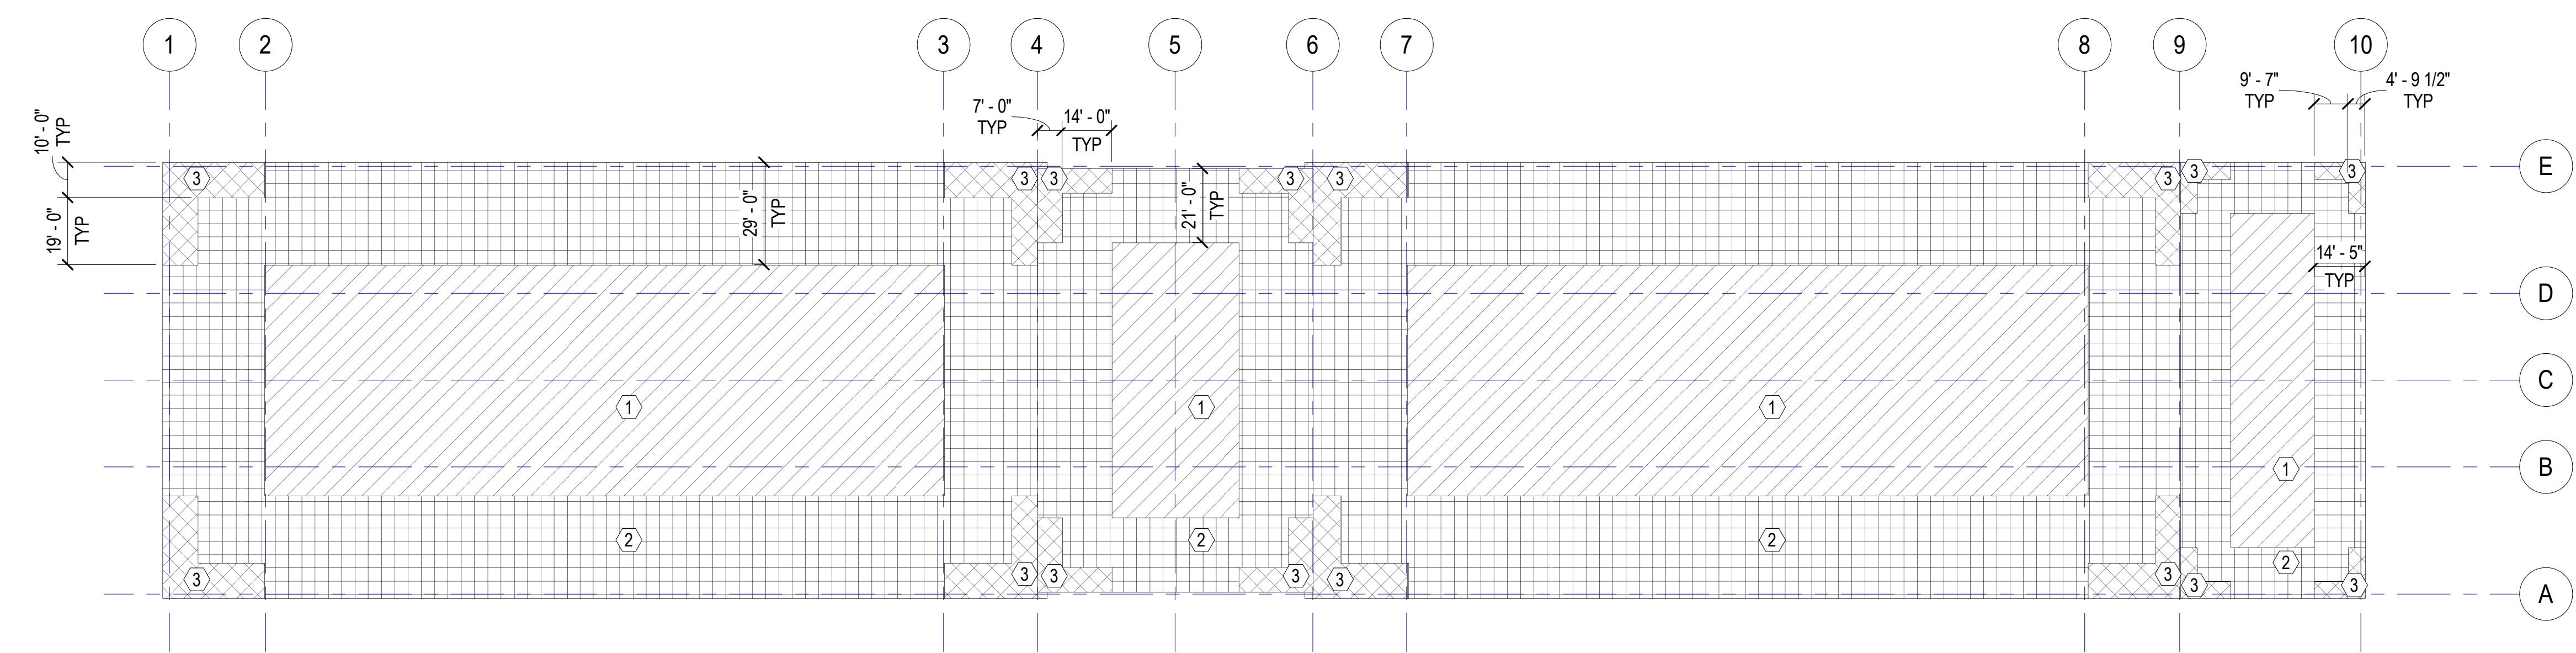 1 2 3 4 5 6 7 8 9 10
7' - 0"
TYP
14' - 0"
TYP
9' - 7"
TYP
4' - 9 1/2"
TYP
10' - 0"
TYP
19' - 0"
TYP
29' - 0"
TYP
21' - 0"
TYP
14' - 5"
TYP
3 3 3 3 3 3 3 3
E
D
C
1 1 1
B
1
2 2 2
2
3 3 3 3 3 3 3 3
A